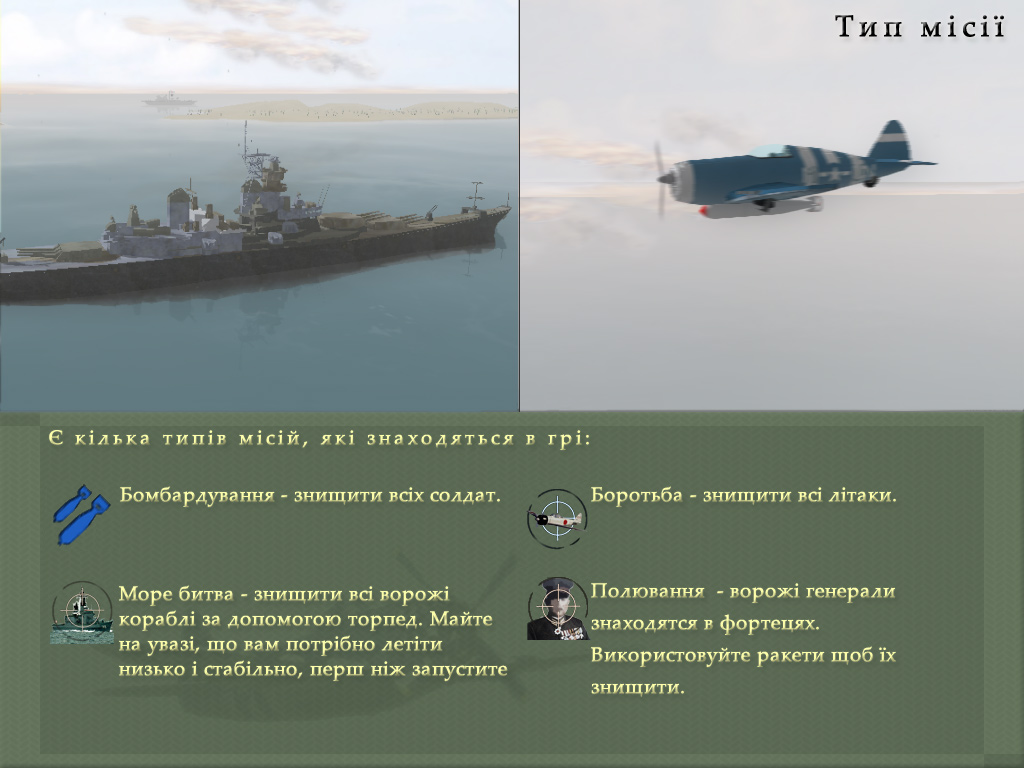 Тип місії
Є кілька типів місій, які знаходяться в грі:
Бомбардування - знищити всіх солдат.
Боротьба - знищити всі літаки.
Море битва - знищити всі ворожі
кораблі за допомогою торпед. Майте
на увазі, що вам потрібно летіти
низько і стабільно, перш ніж запустите
Полювання - ворожі генерали
знаходятся в фортецях.
Використовуйте ракети щоб їх
знищити.